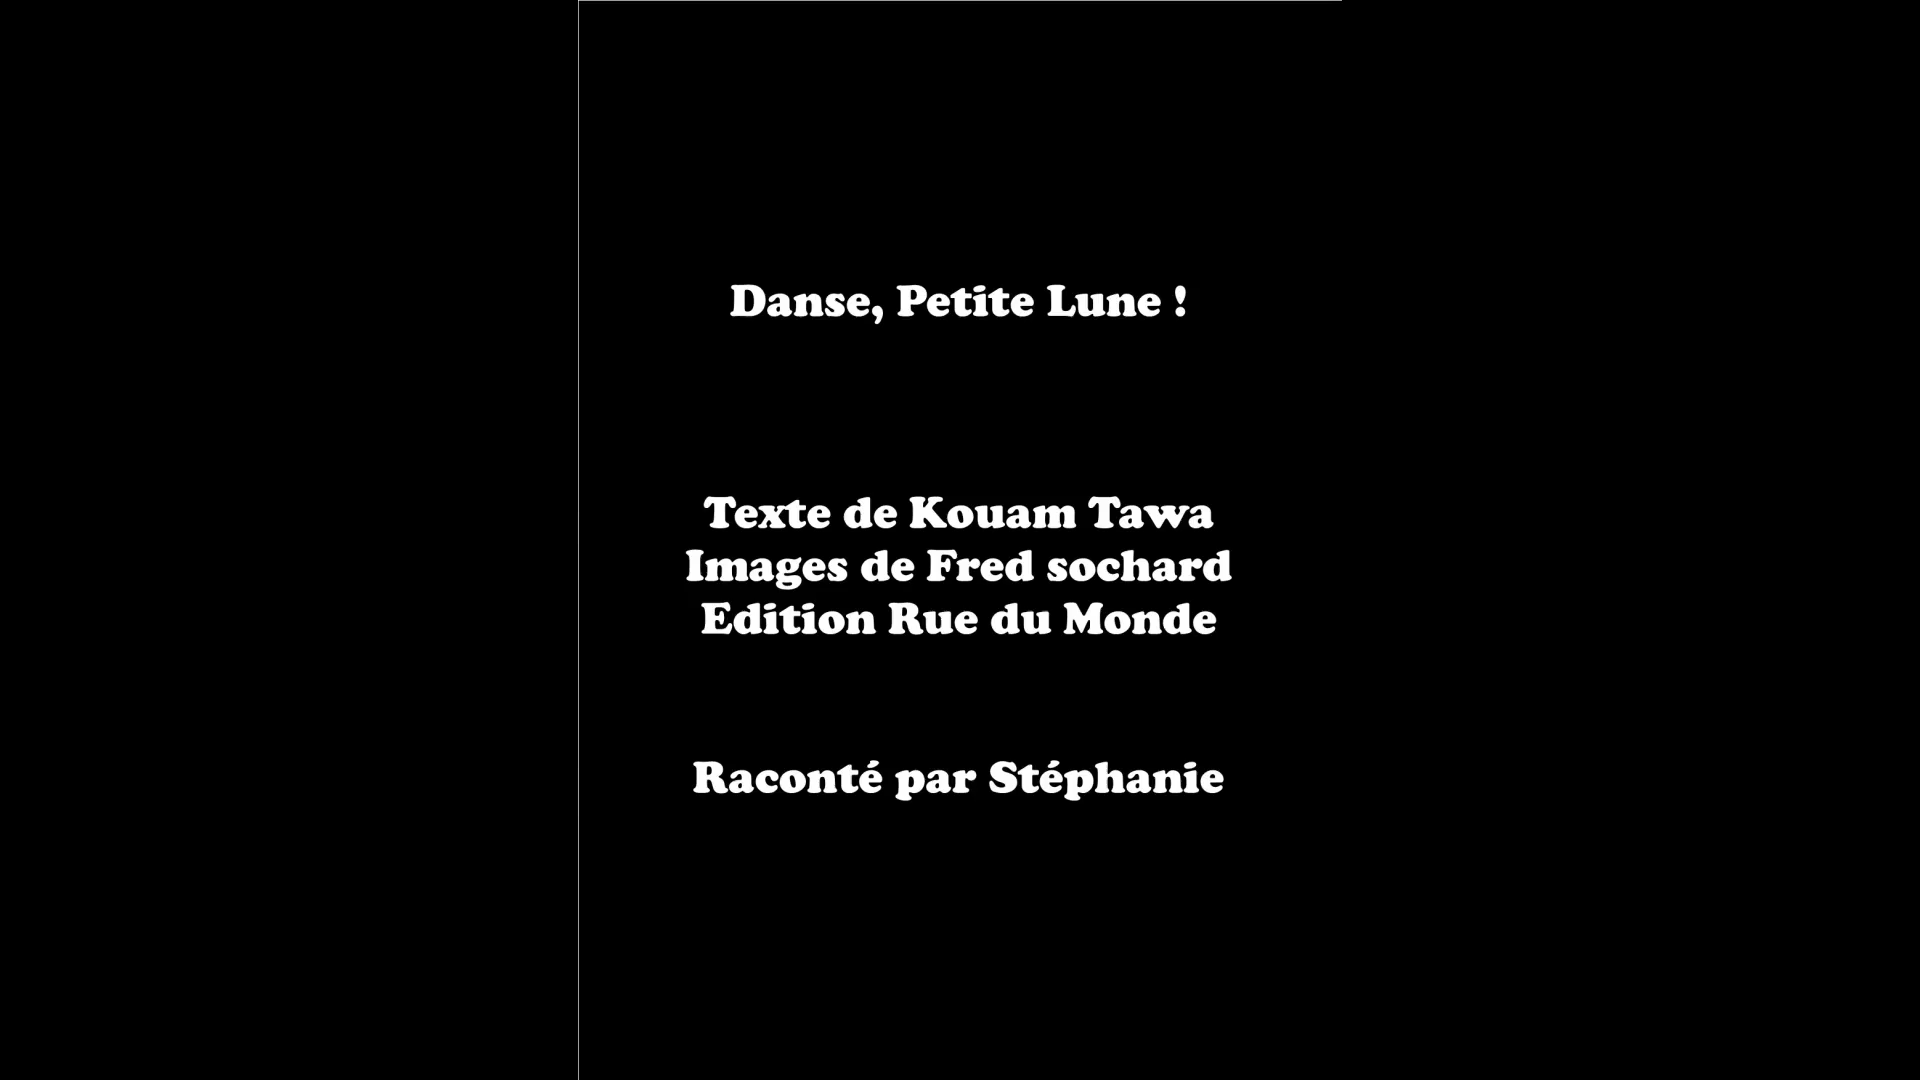 Danse, Petite Lune !
Texte de Kouam Tawa
Images de Fred sochard
Edition Rue du Monde
Raconté par Stéphanie